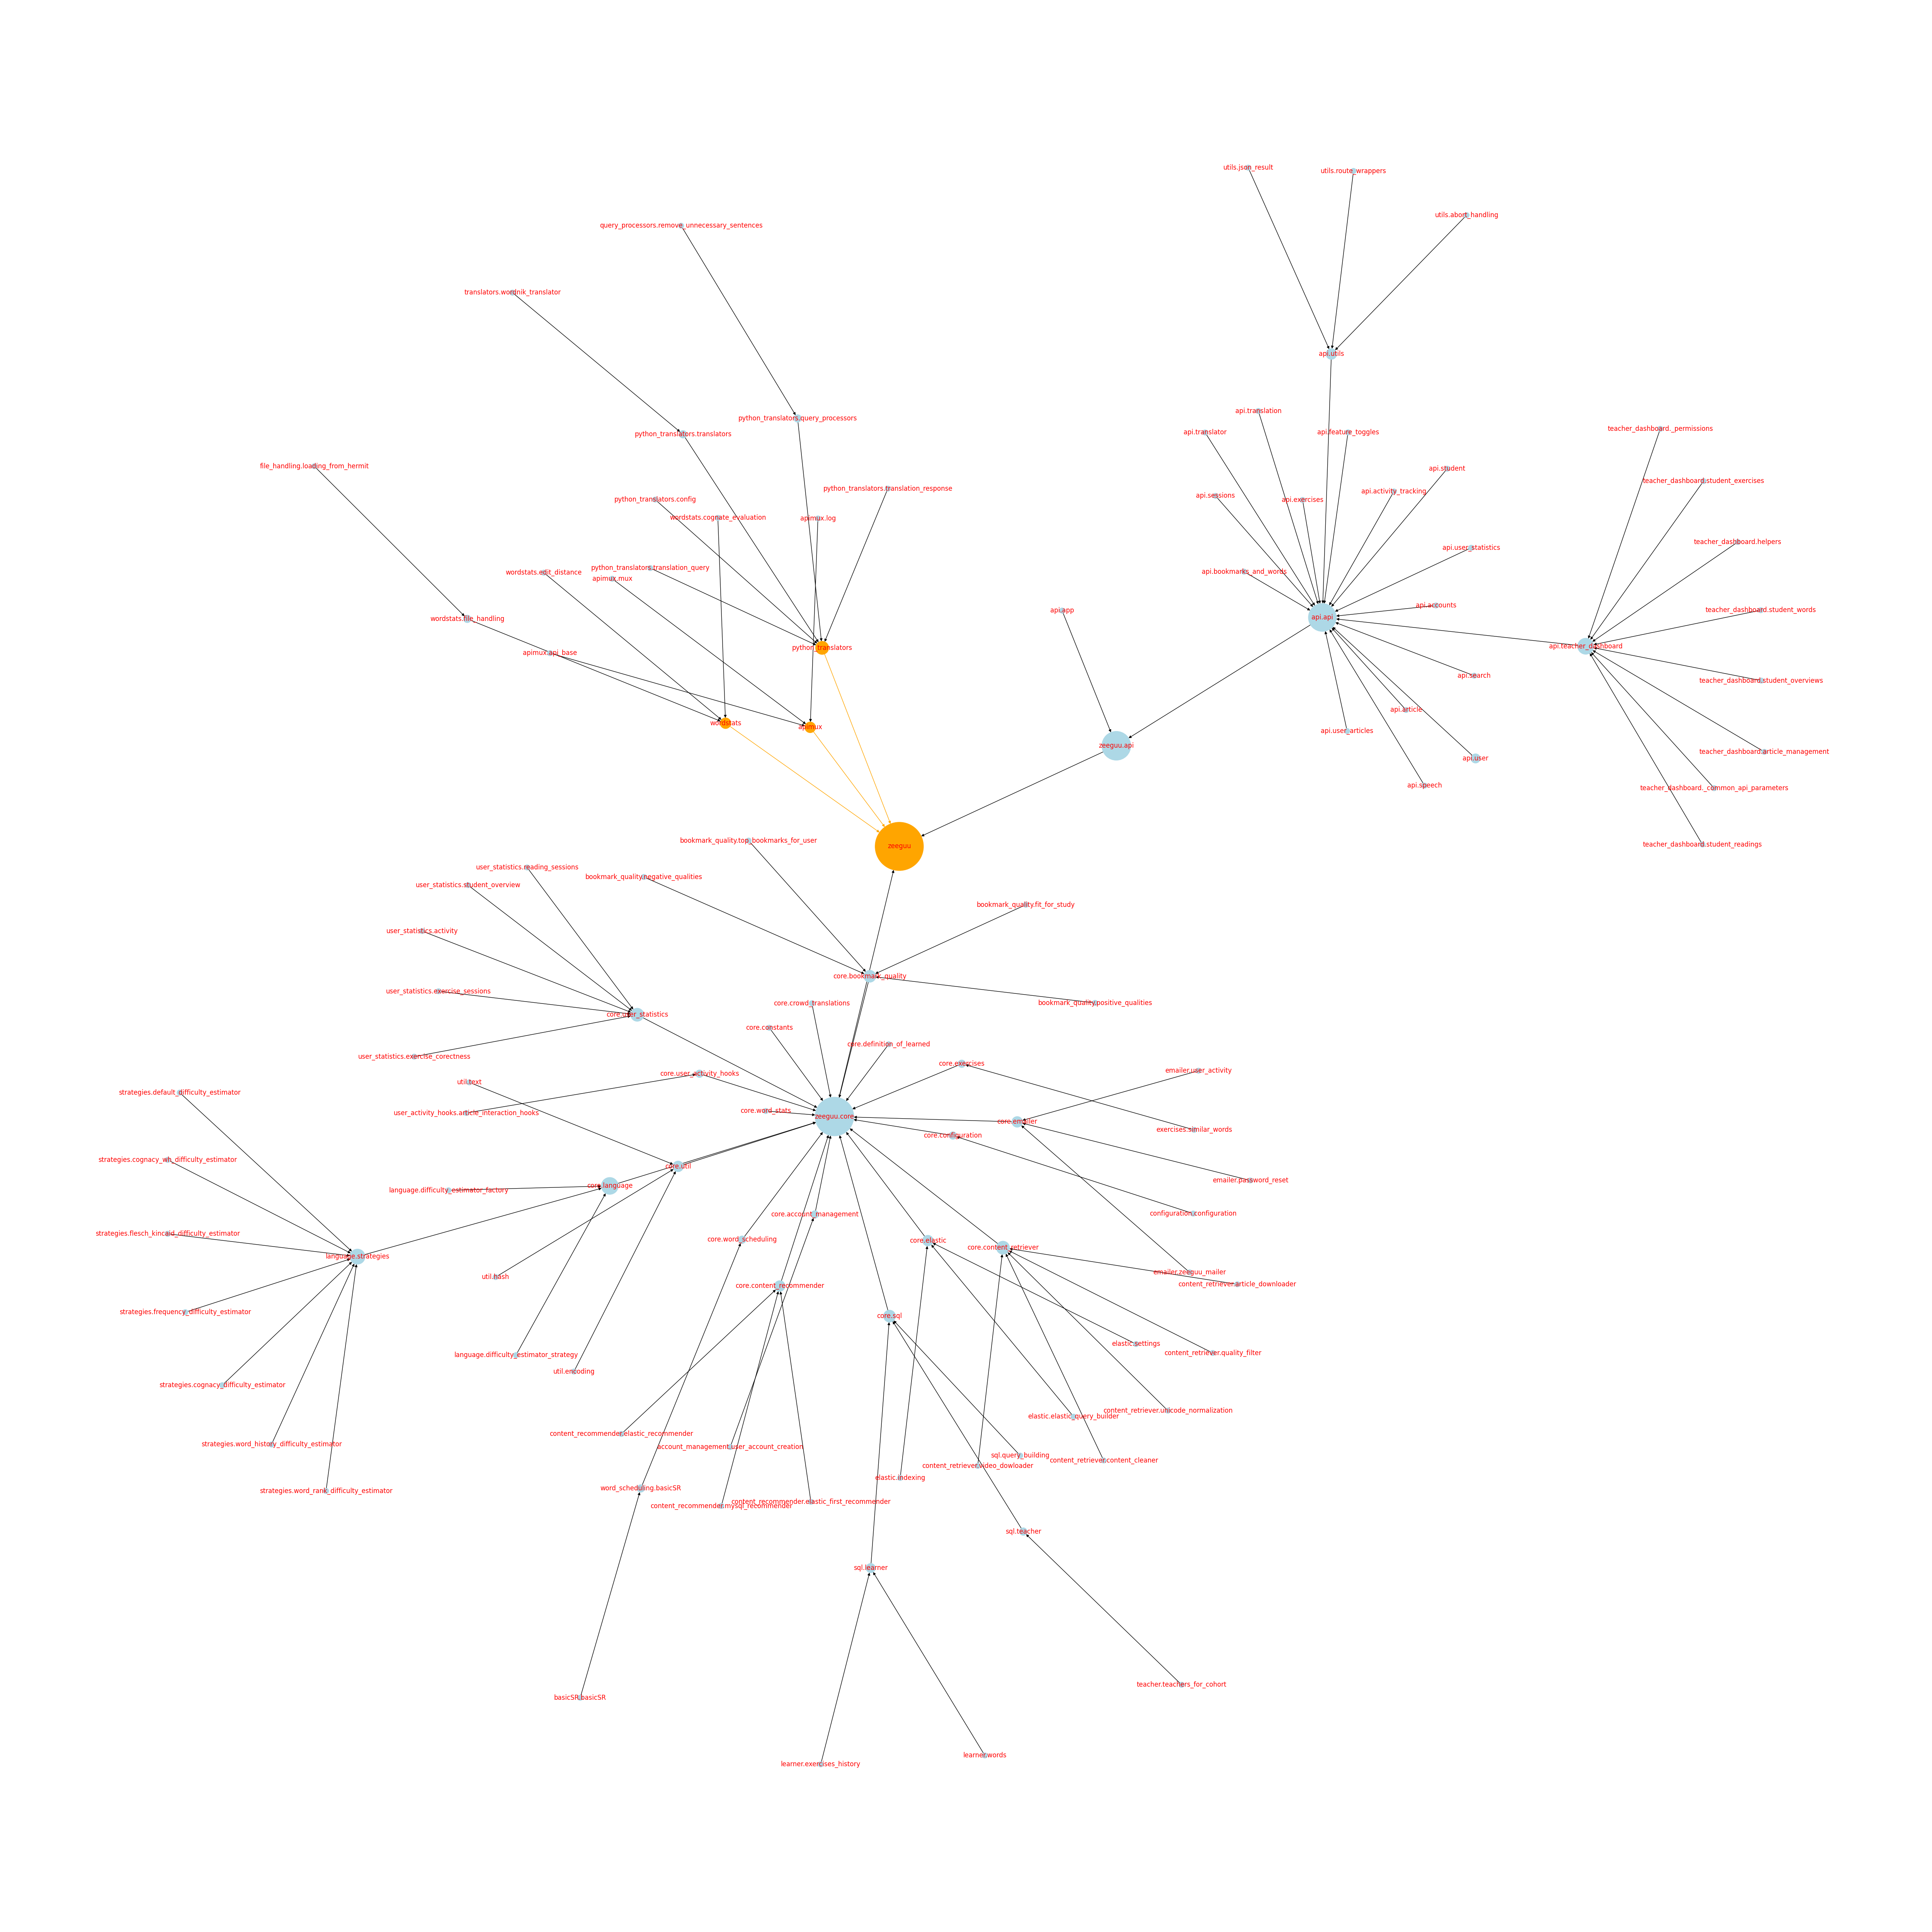 utils.json_result
utils.route_wrappers
utils.abort_handling
query_processors.remove_unnecessary_sentences
translators.wordnik_translator
api.utils
api.translation
python_translators.query_processors
teacher_dashboard._permissions
api.translator
api.feature_toggles
python_translators.translators
file_handling.loading_from_hermit
api.student
teacher_dashboard.student_exercises
python_translators.translation_response
api.activity_tracking
api.sessions
python_translators.config
api.exercises
wordstats.cognate_evaluation
apimux.log
teacher_dashboard.helpers
api.user_statistics
python_translators.translation_query
wordstats.edit_distance
api.bookmarks_and_words
apimux.mux
api.accounts
api.app
teacher_dashboard.student_words
api.api
wordstats.file_handling
api.teacher_dashboard
python_translators
apimux.api_base
api.search
teacher_dashboard.student_overviews
api.article
wordstats
apimux
api.user_articles
zeeguu.api
teacher_dashboard.article_management
api.user
api.speech
teacher_dashboard._common_api_parameters
bookmark_quality.top_bookmarks_for_user
teacher_dashboard.student_readings
zeeguu
user_statistics.reading_sessions
bookmark_quality.negative_qualities
user_statistics.student_overview
bookmark_quality.fit_for_study
user_statistics.activity
core.bookmark_quality
user_statistics.exercise_sessions
core.crowd_translations
bookmark_quality.positive_qualities
core.user_statistics
core.constants
core.definition_of_learned
user_statistics.exercise_corectness
core.exercises
emailer.user_activity
core.user_activity_hooks
util.text
strategies.default_difficulty_estimator
core.word_stats
user_activity_hooks.article_interaction_hooks
zeeguu.core
core.emailer
exercises.similar_words
core.configuration
strategies.cognacy_wh_difficulty_estimator
core.util
emailer.password_reset
core.language
language.difficulty_estimator_factory
configuration.configuration
core.account_management
strategies.flesch_kincaid_difficulty_estimator
core.word_scheduling
core.elastic
core.content_retriever
language.strategies
emailer.zeeguu_mailer
util.hash
content_retriever.article_downloader
core.content_recommender
strategies.frequency_difficulty_estimator
core.sql
elastic.settings
content_retriever.quality_filter
language.difficulty_estimator_strategy
util.encoding
strategies.cognacy_difficulty_estimator
content_retriever.unicode_normalization
elastic.elastic_query_builder
content_recommender.elastic_recommender
strategies.word_history_difficulty_estimator
account_management.user_account_creation
sql.query_building
content_retriever.content_cleaner
content_retriever.video_dowloader
elastic.indexing
word_scheduling.basicSR
strategies.word_rank_difficulty_estimator
content_recommender.elastic_first_recommender
content_recommender.mysql_recommender
sql.teacher
sql.learner
teacher.teachers_for_cohort
basicSR.basicSR
learner.words
learner.exercises_history